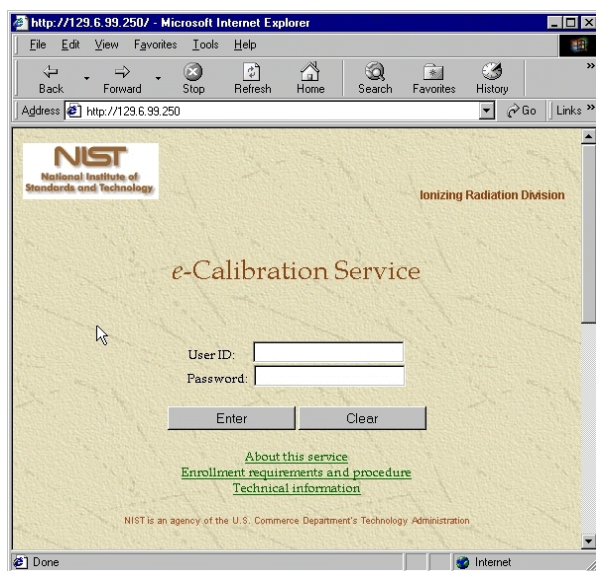 http://129.6.99.250/ - Microsoft Internet Explorer
File Edit View Favorites Tools Help
Back Forward Stop Refresh Home Search Favorites History »
Address http://129.6.99.250 Go Links »
NIST
National Institute of
Standards and Technology
Ionizing Radiation Division
e-Calibration Service
User ID:
Password:
Enter Clear
About this service
Enrollment requirements and procedure
Technical information
NIST is an agency of the U.S. Commerce Department's Technology Administration
Done Internet